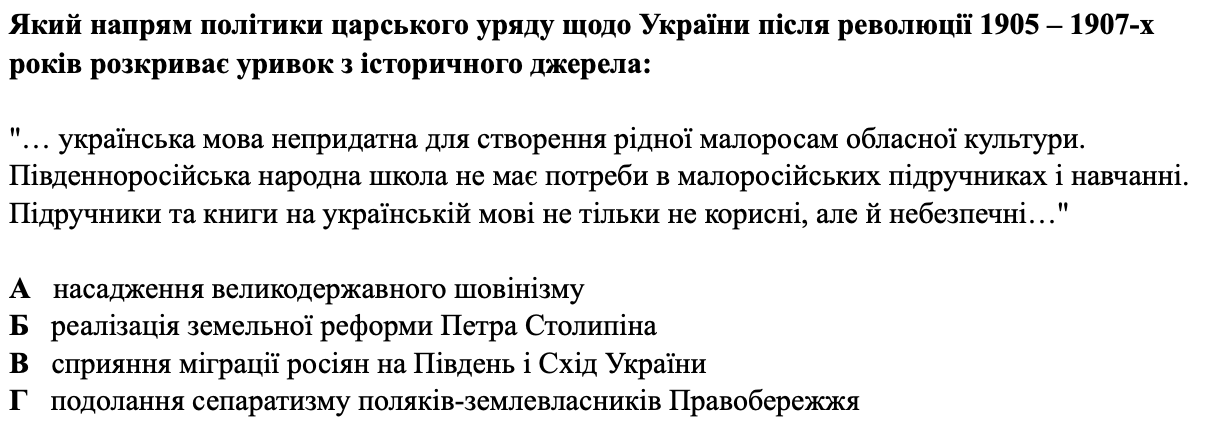 Який напрям політики царського уряду щодо України після революції 1905 – 1907-х
років розкриває уривок з історичного джерела:
"… українська мова непридатна для створення рідної малоросам обласної культури.
Південноросійська народна школа не має потреби в малоросійських підручниках і навчанні.
Підручники та книги на українській мові не тільки не корисні, але й небезпечні…"
А насадження великодержавного шовінізму
Б реалізація земельної реформи Петра Столипіна
В сприяння міграції росіян на Південь і Схід України
Г подолання сепаратизму поляків-землевласників Правобережжя